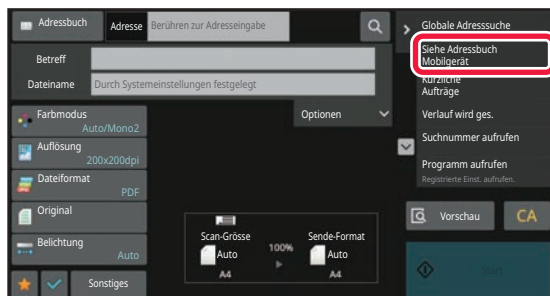 Adressbuch
Adresse
Berühren zur Adresseingabe
Betreff
Dateiname
Durch Systemeinstellungen festgelegt
Optionen
Farbmodus
Auto/Mono2
Auflösung
200x200dpi
Dateiformat
PDF
Original
Belichtung
Auto
Sonstiges
Scan-Grösse
Auto
A4
100%
Sende-Format
Auto
A4
Globale Adresssuche
Siehe Adressbuch
Mobilgerät
Kürzliche
Aufträge
Verlauf wird ges.
Suchnummer aufrufen
Programm aufrufen
Registrierte Einst. aufrufen.
Vorschau
CA
Start